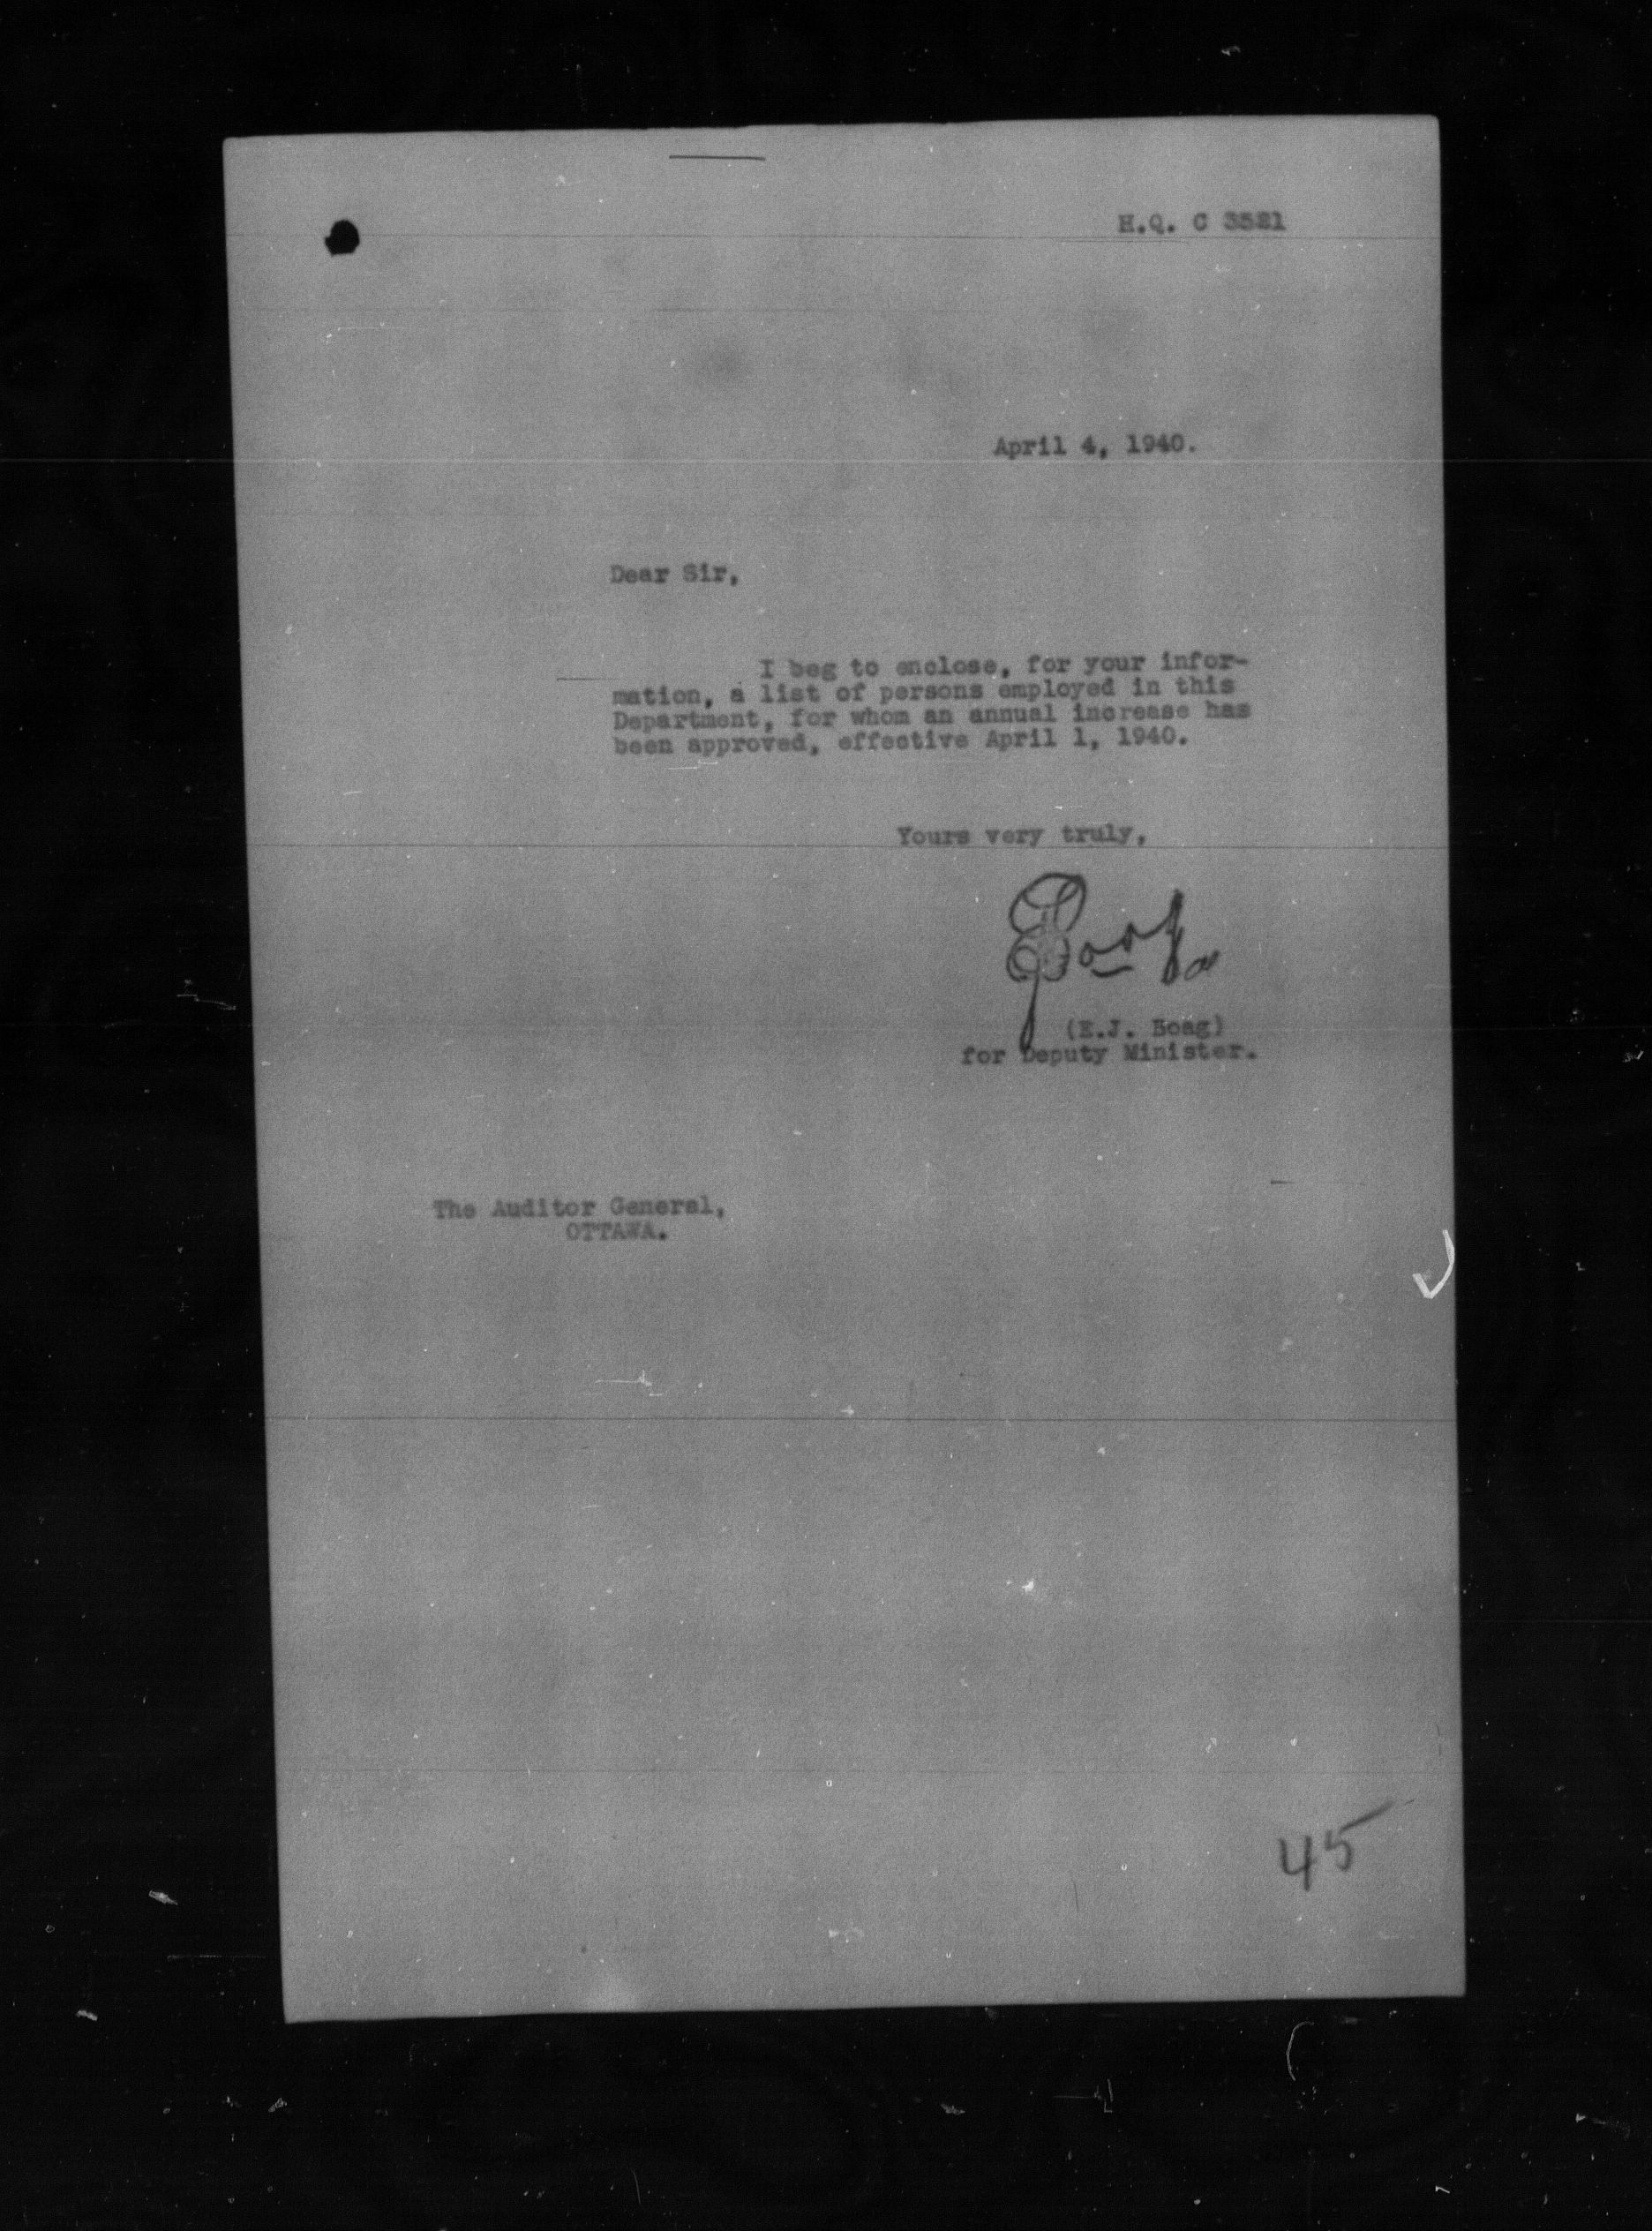 H.Q. C 3581
April 4, 1940.
Dear Sir,
I beg to enclose, for your infor-
mation, a list of persons employed in this
Department, for whom an annual increase has
been approved, effective April 1, 1940.
Yours very truly,
EJBoag
(E.J. Boag)
for Deputy Minister.
The Auditor General,
OTTAWA.
45